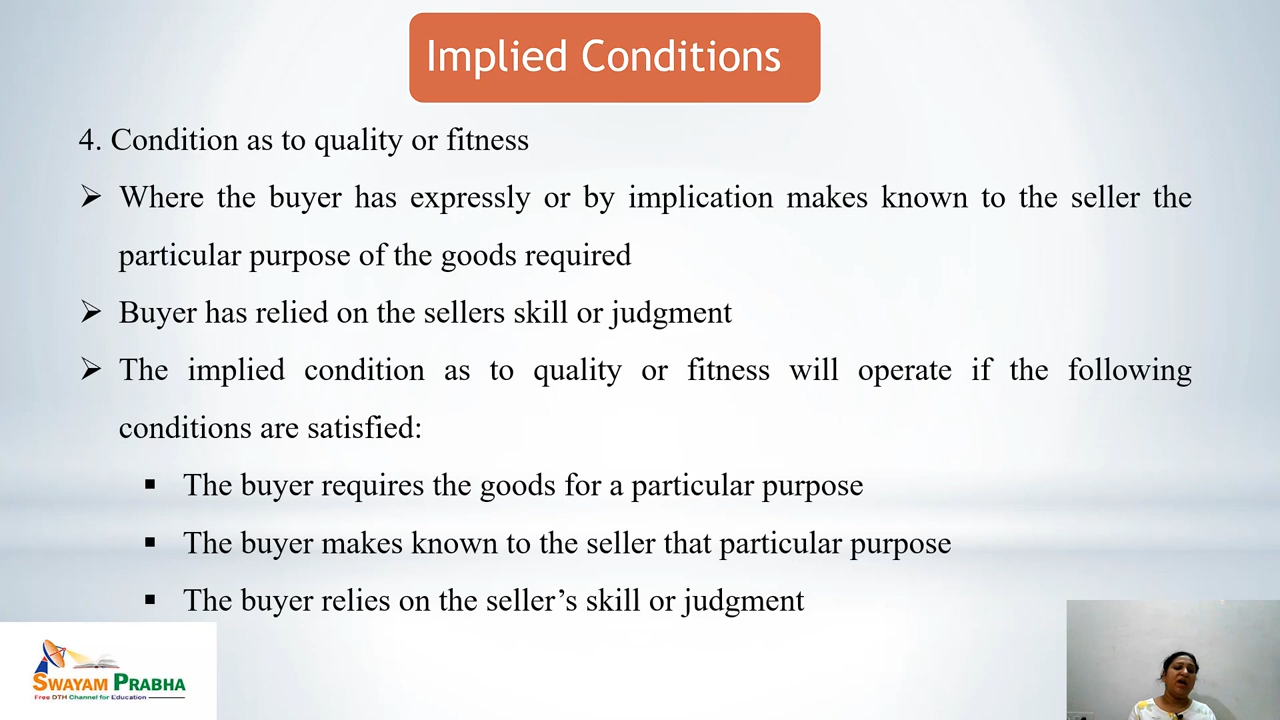 Implied Conditions
4. Condition as to quality or fitness
➢ Where the buyer has expressly or by implication makes known to the seller the
particular purpose of the goods required
➢ Buyer has relied on the sellers skill or judgment
➢ The implied condition as to quality or fitness will operate if the following
conditions are satisfied:
▪ The buyer requires the goods for a particular purpose
▪ The buyer makes known to the seller that particular purpose
▪ The buyer relies on the seller’s skill or judgment
SWAYAM PRABHA
Free DTH Channel for Education